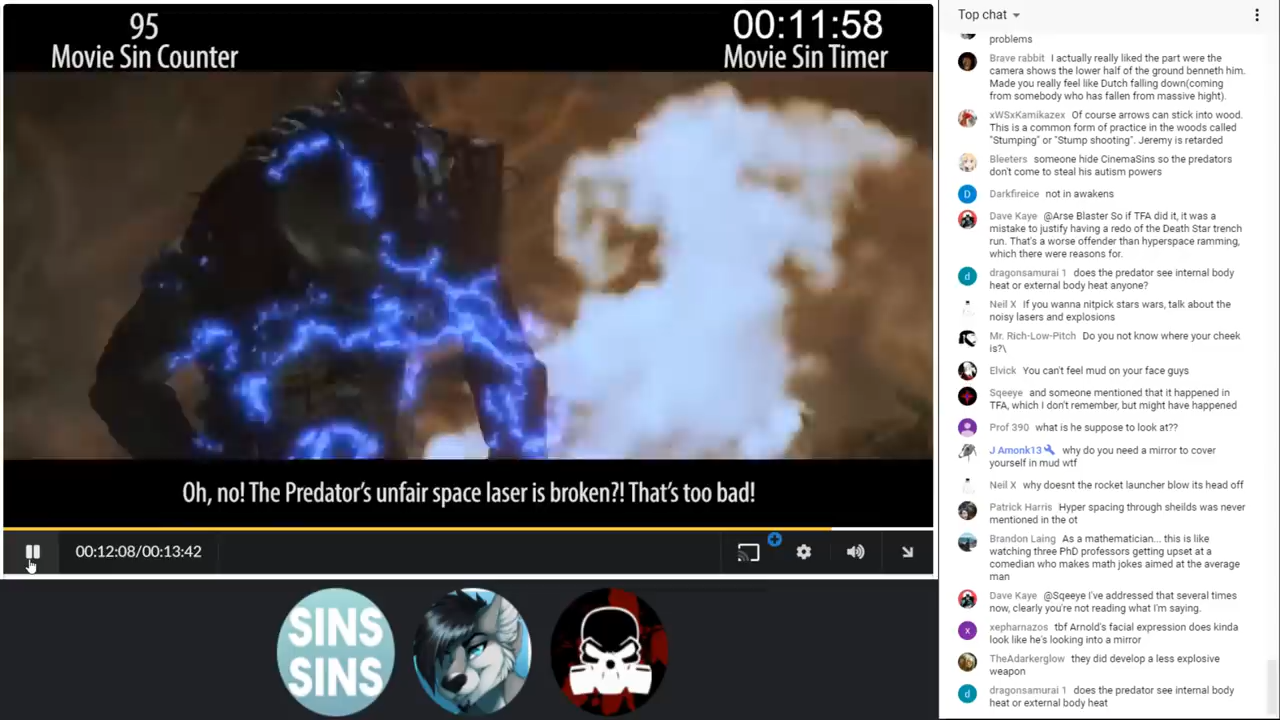 95
Movie Sin Counter
00:11:58
Movie Sin Timer
Oh, no! The Predator's unfair space laser is broken?! That's too bad!
00:12:08/00:13:42
SINS
SINS
Top chat
problems
Brave rabbit I actually really liked the part were the
camera shows the lower half of the ground benneth him.
Made you really feel like Dutch falling down(coming
from somebody who has fallen from massive hight).
xWSxKamikazex Of course arrows can stick into wood.
This is a common form of practice in the woods called
"Stumping" or "Stump shooting". Jeremy is retarded
Bleeters someone hide CinemaSins so the predators
don't come to steal his autism powers
D
Darkfireice not in awakens
Dave Kaye @Arse Blaster So if TFA did it, it was a
mistake to justify having a redo of the Death Star trench
run. That's a worse offender than hyperspace ramming,
which there were reasons for.
d
dragonsamurai 1 does the predator see internal body
heat or external body heat anyone?
Neil X If you wanna nitpick stars wars, talk about the
noisy lasers and explosions
Mr. Rich-Low-Pitch Do you not know where your cheek
is?\
Elvick You can't feel mud on your face guys
Sqeeye and someone mentioned that it happened in
TFA, which I don't remember, but might have happened
Prof 390 what is he suppose to look at??
J Amonk13 why do you need a mirror to cover
yourself in mud wtf
Neil X why doesnt the rocket launcher blow its head off
Patrick Harris Hyper spacing through sheilds was never
mentioned in the ot
Brandon Laing As a mathematician... this is like
watching three PhD professors getting upset at a
comedian who makes math jokes aimed at the average
man
Dave Kaye @Sqeeye I've addressed that several times
now, clearly you're not reading what I'm saying.
x
xepharnazos tbf Arnold's facial expression does kinda
look like he's looking into a mirror
TheAdarkerglow they did develop a less explosive
weapon
d
dragonsamurai 1 does the predator see internal body
heat or external body heat